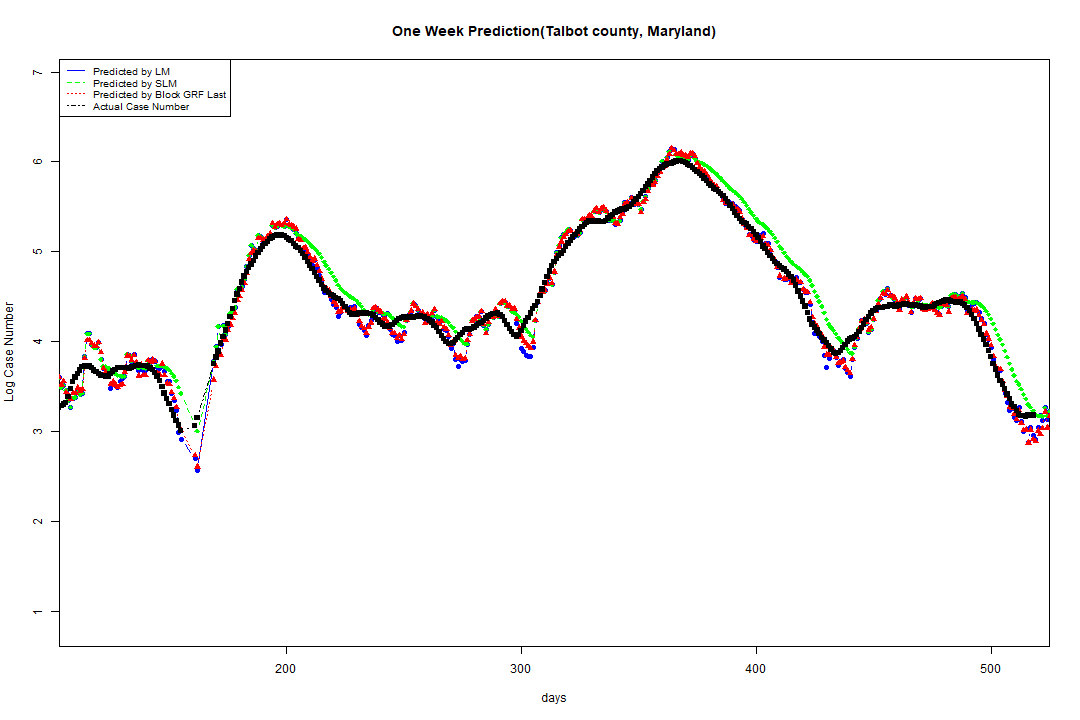 One Week Prediction(Talbot county, Maryland)
Predicted by LM
Predicted by SLM
Predicted by Block GRF Last
Actual Case Number
7
6
5
4
3
2
1
Log Case Number
200 300 400 500
days